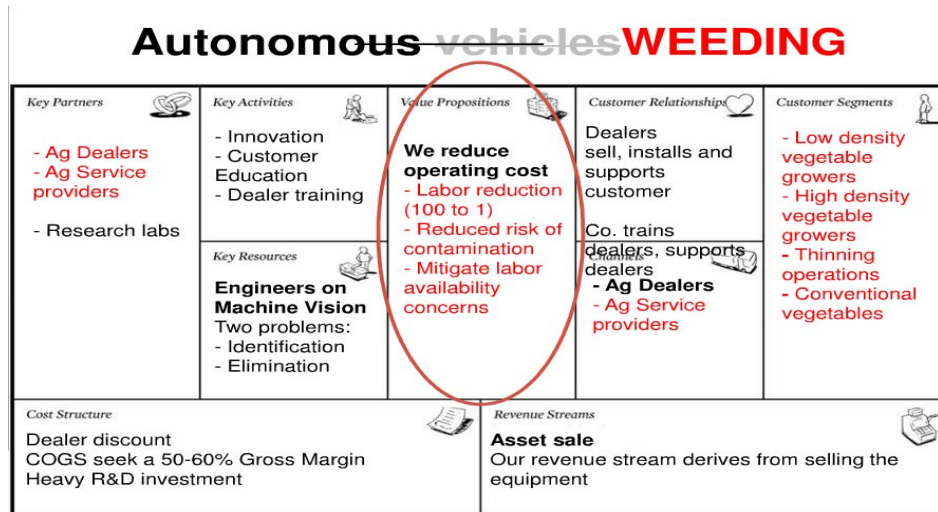 Autonomous vehiclesWEEDING
Key Partners
- Ag Dealers
- Ag Service
providers
- Research labs
Key Activities
- Innovation
- Customer
Education
- Dealer training
Key Resources
Engineers on
Machine Vision
Two problems:
- Identification
- Elimination
Value Propositions
We reduce
operating cost
- Labor reduction
(100 to 1)
- Reduced risk of
contamination
- Mitigate labor
availability
concerns
Customer Relationships
Dealers
sell, installs and
supports
customer
Co. trains
dealers, supports
dealers
Channels
- Ag Dealers
- Ag Service
providers
Customer Segments
- Low density
vegetable
growers
- High density
vegetable
growers
- Thinning
operations
- Conventional
vegetables
Cost Structure
Dealer discount
COGS seek a 50-60% Gross Margin
Heavy R&D investment
Revenue Streams
Asset sale
Our revenue stream derives from selling the
equipment